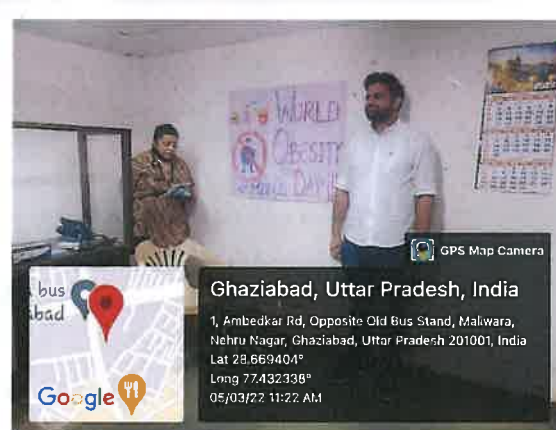 WORLD
OBESITY
DAY
GPS Map Camera
Ghaziabad, Uttar Pradesh, India
1, Ambedkar Rd, Opposite Old Bus Stand, Maliwara,
Nehru Nagar, Ghaziabad, Uttar Pradesh 201001, India
Lat 28.669404°
Long 77.432338°
05/03/22 11:22 AM
bus
abad
Google